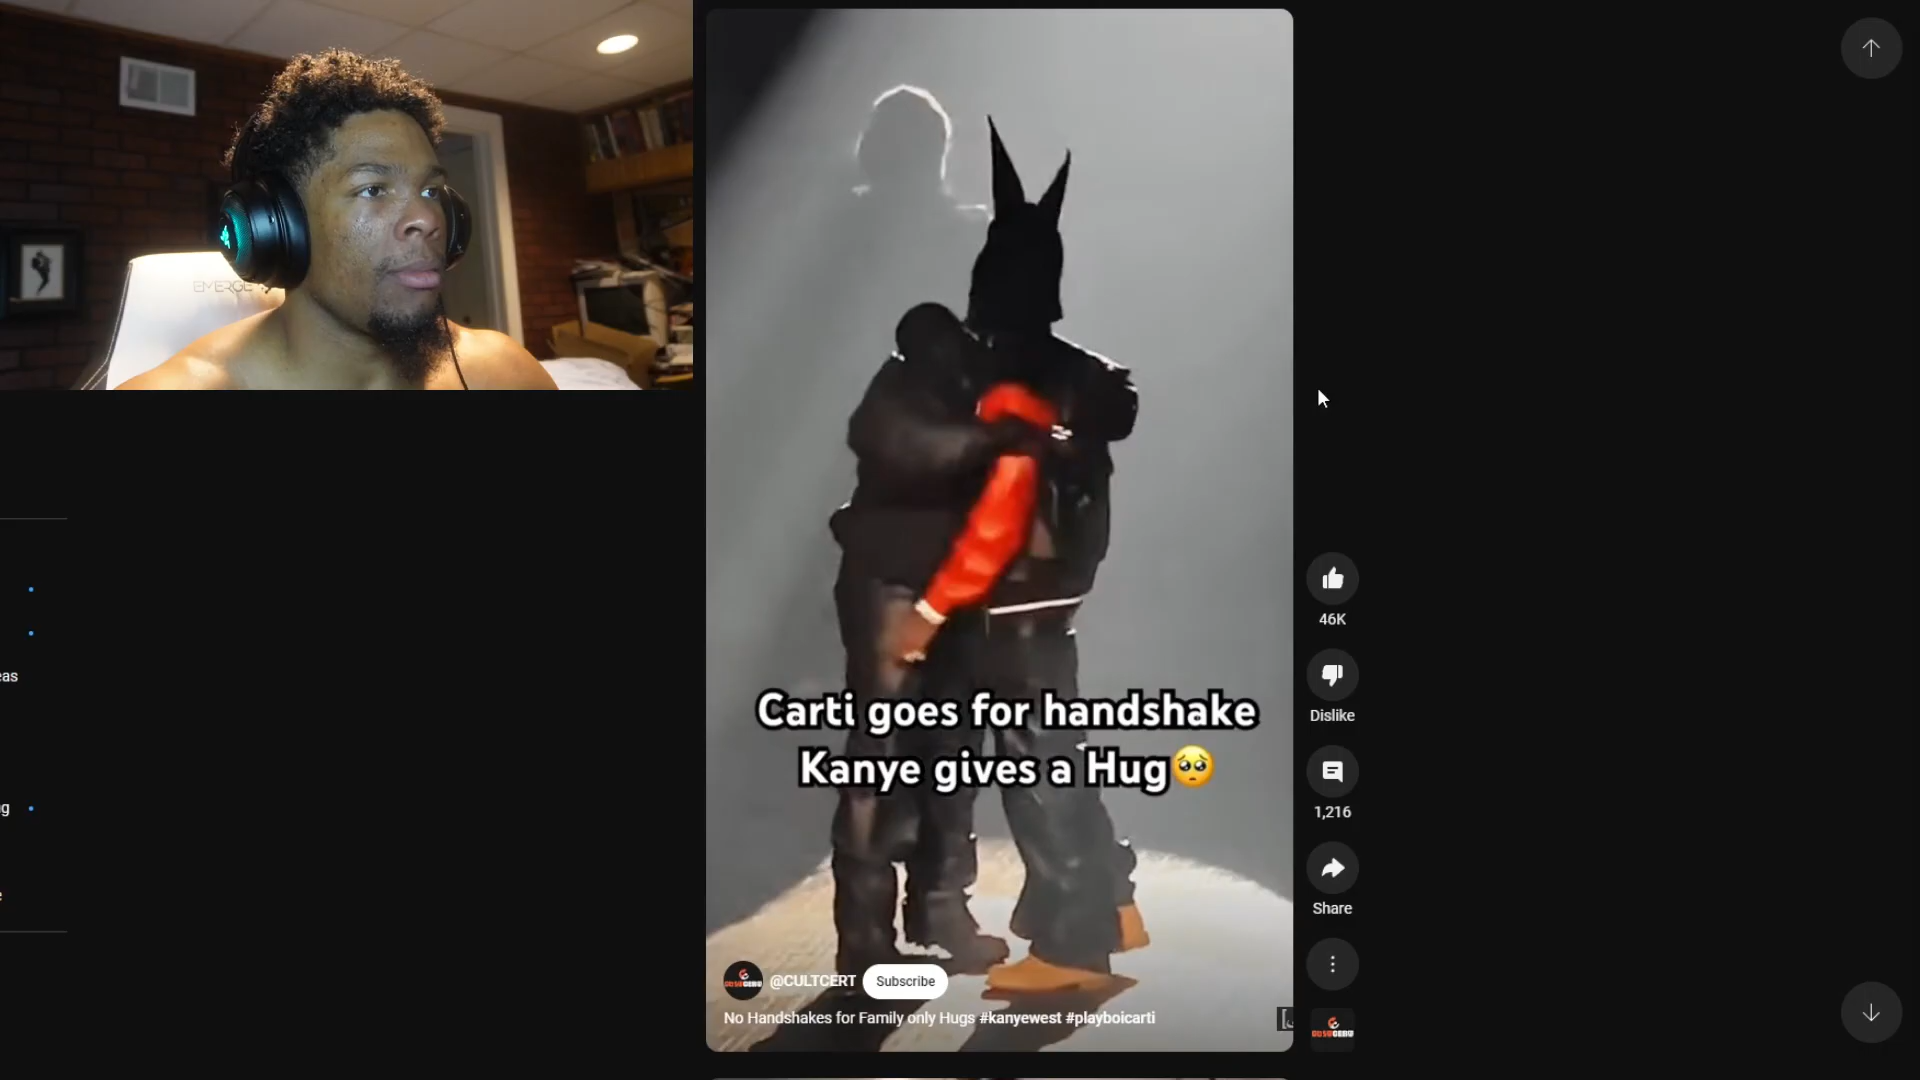 EMERGE
Carti goes for handshake
Kanye gives a Hug🥺
@CULTCERT
Subscribe
No Handshakes for Family only Hugs #kanyewest #playboicarti
46K
Dislike
1,216
Share
eas
g
e